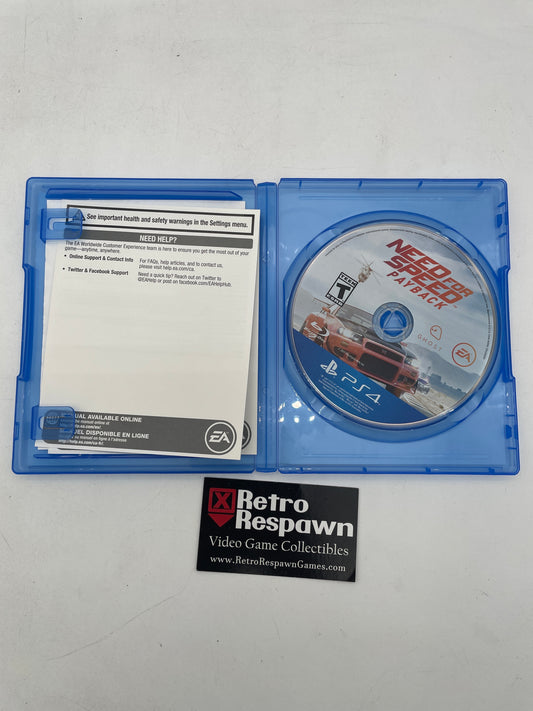 See important health and safety warnings in the Settings menu.
NEED HELP?
The EA Worldwide Customer Experience team is here to ensure you get the most out of your
game—anytime, anywhere.
• Online Support & Contact Info
For FAQs, help articles, and to contact us,
please visit help.ea.com/ca.
• Twitter & Facebook Support
Need a quick tip? Reach out on Twitter to
@EAHelp or post on facebook.com/EAHelpHub.
UAL AVAILABLE ONLINE
EL DISPONIBLE EN LIGNE
EA
NEED FOR
SPEED
PAYBACK
TEEN
T
GHOST
EA
PS4
Retro
Respawn
Video Game Collectibles
www.RetroRespawnGames.com